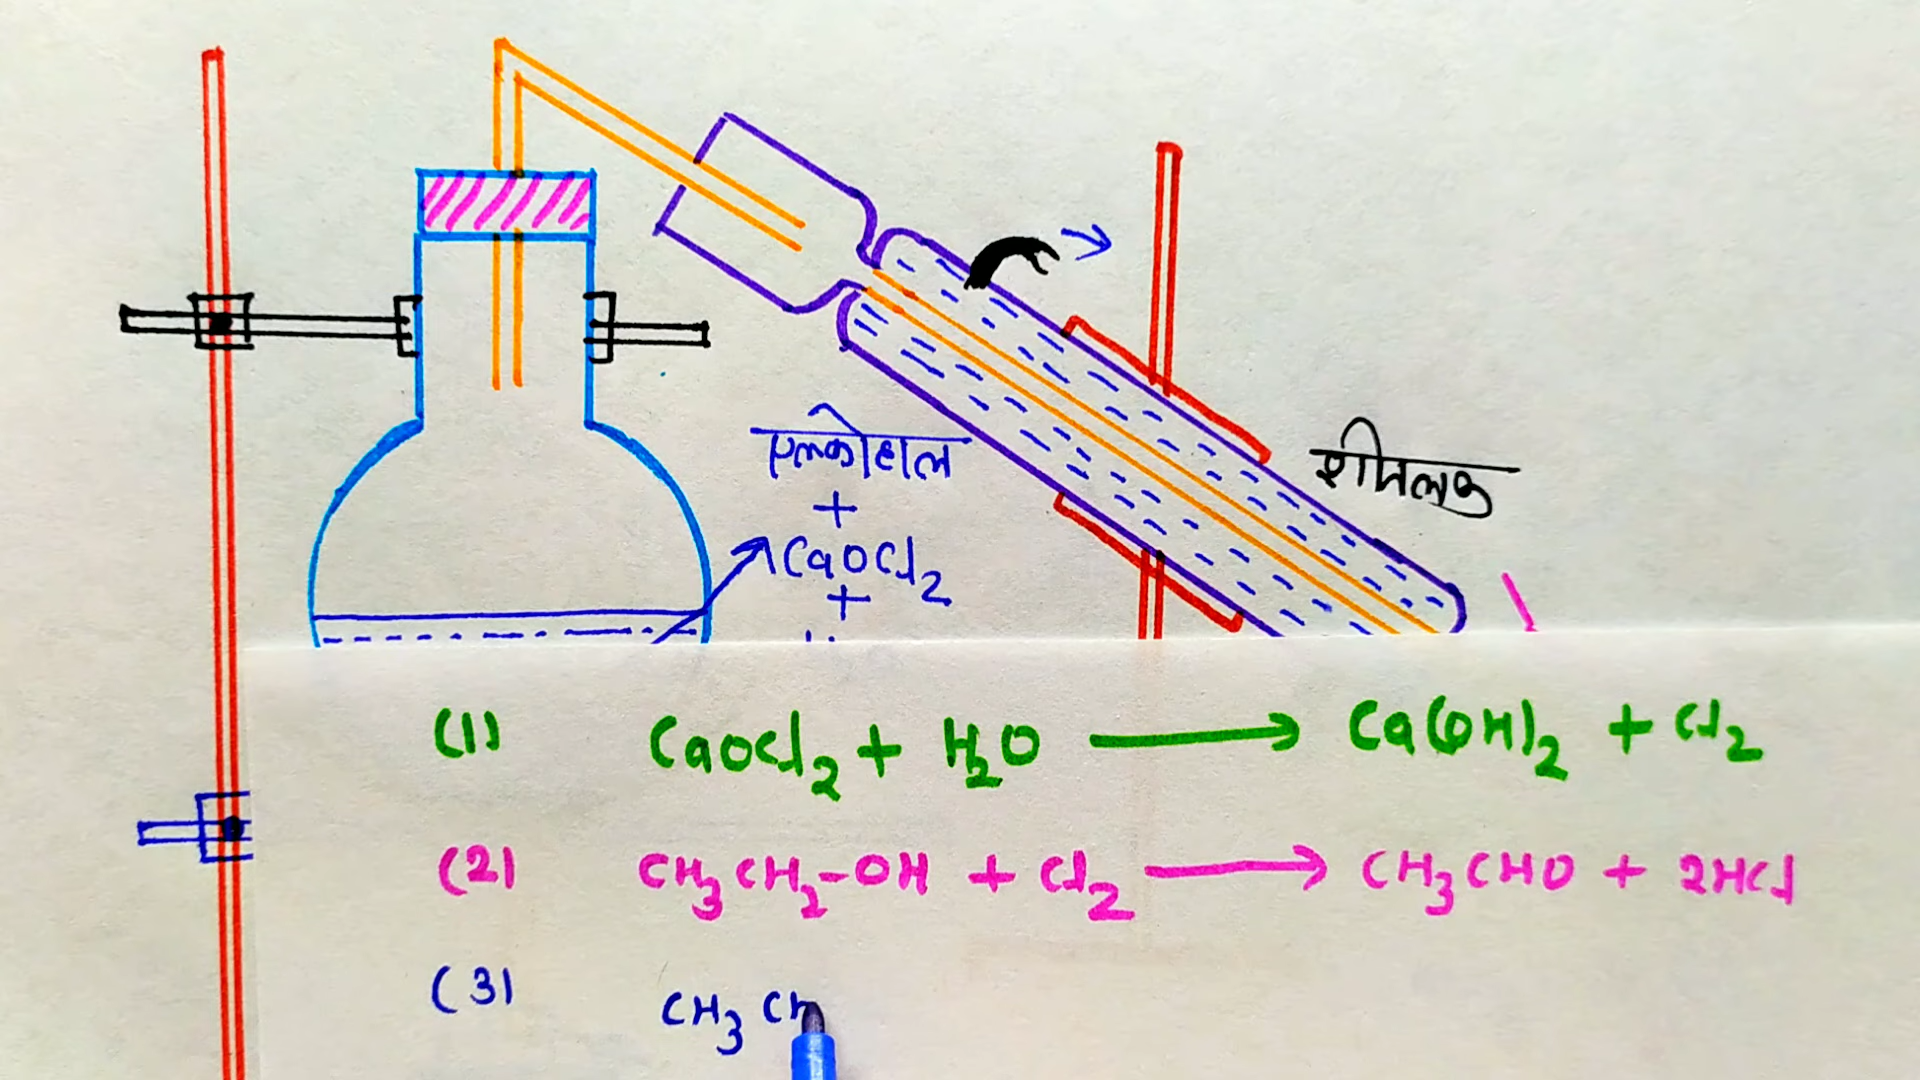 एल्कोहाल
+
CaOCl₂
+
शीतलक
(1) CaOCl₂ + H₂O ⟶ Ca(OH)₂ + Cl₂
(2) CH₃CH₂-OH + Cl₂ ⟶ CH₃CHO + 2HCl
(3) CH₃ CH